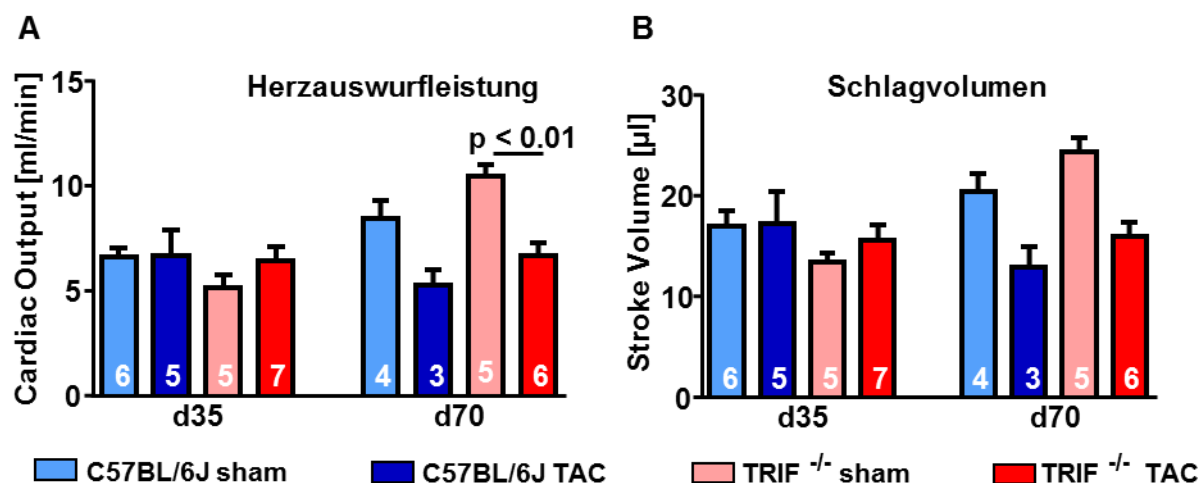 A
Herzauswurfleistung
Cardiac Output [ml/min]
15
10
5
0
p < 0.01
6 5 5 7 4 3 5 6
d35 d70
B
Schlagvolumen
Stroke Volume [µl]
30
20
10
0
6 5 5 7 4 3 5 6
d35 d70
C57BL/6J sham C57BL/6J TAC TRIF -/- sham TRIF -/- TAC